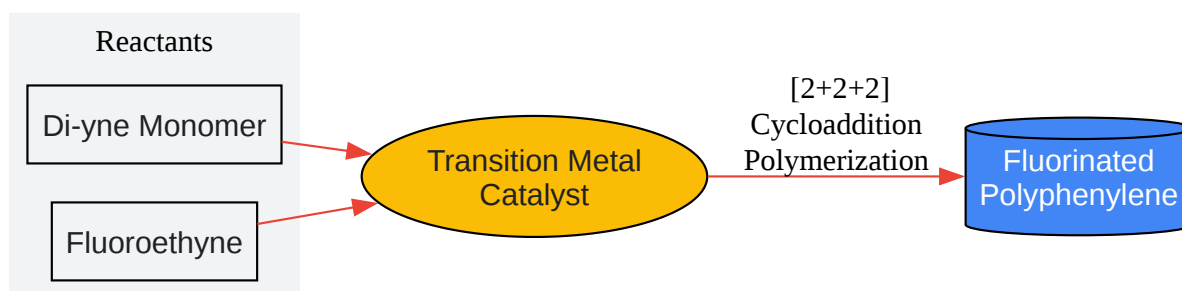 Reactants
Di-yne Monomer
Fluoroethyne
Transition Metal
Catalyst
[2+2+2]
Cycloaddition
Polymerization
Fluorinated
Polyphenylene